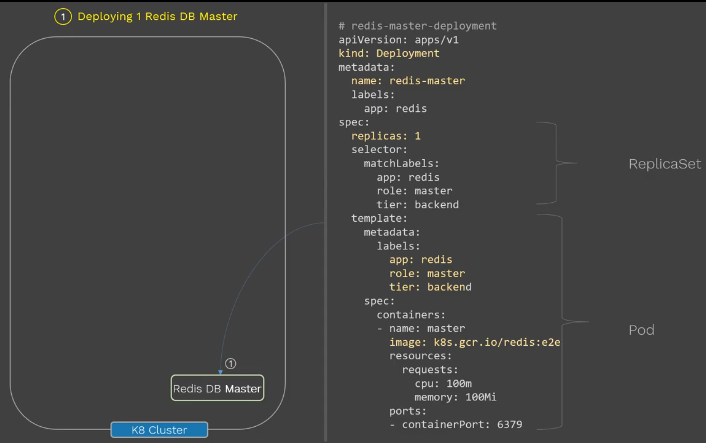 ① Deploying 1 Redis DB Master
# redis-master-deployment
apiVersion: apps/v1
kind: Deployment
metadata:
  name: redis-master
  labels:
    app: redis
spec:
  replicas: 1
  selector:
    matchLabels:
      app: redis
      role: master
      tier: backend
  template:
    metadata:
      labels:
        app: redis
        role: master
        tier: backend
    spec:
      containers:
      - name: master
        image: k8s.gcr.io/redis:e2e
        resources:
          requests:
            cpu: 100m
            memory: 100Mi
        ports:
        - containerPort: 6379
ReplicaSet
Pod
①
Redis DB Master
K8 Cluster